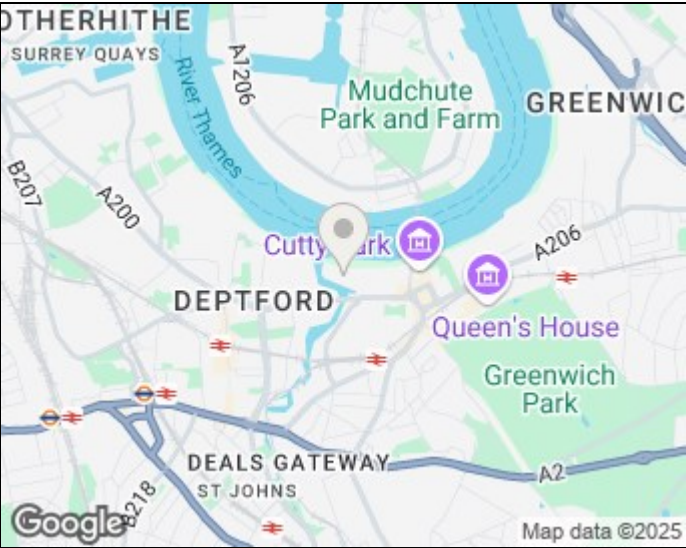 OTHERHITHE
SURREY QUAYS
A1206
River Thames
Mudchute
Park and Farm
GREENWIC
B207
A200
Cutty
ark
A206
DEPTFORD
Queen's House
Greenwich
Park
DEALS GATEWAY
ST JOHNS
A2
B218
Google
Map data ©2025